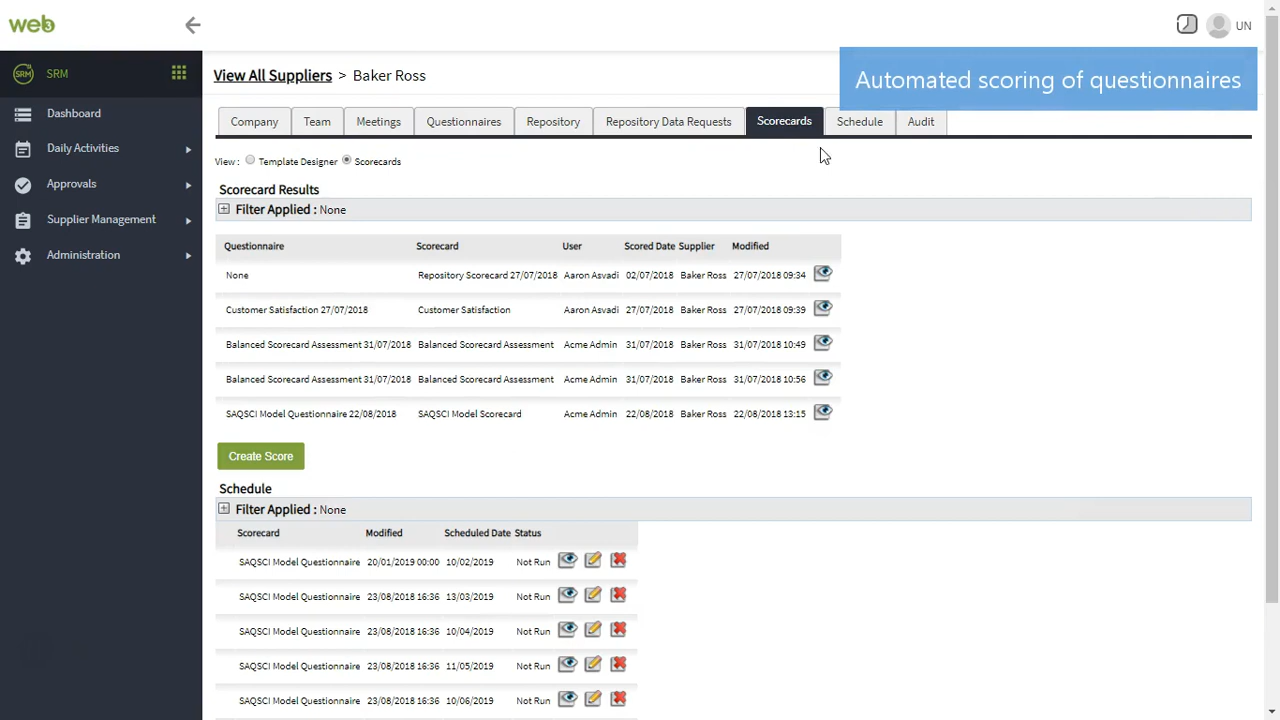 web3
UN
Automated scoring of questionnaires
SRM SRM
View All Suppliers > Baker Ross
Dashboard
Daily Activities
Approvals
Supplier Management
Administration
Company Team Meetings Questionnaires Repository Repository Data Requests Scorecards Schedule Audit
View : Template Designer Scorecards
Scorecard Results
Filter Applied : None
Questionnaire Scorecard User Scored Date Supplier Modified
None Repository Scorecard 27/07/2018 Aaron Asvadi 02/07/2018 Baker Ross 27/07/2018 09:34
Customer Satisfaction 27/07/2018 Customer Satisfaction Aaron Asvadi 27/07/2018 Baker Ross 27/07/2018 09:39
Balanced Scorecard Assessment 31/07/2018 Balanced Scorecard Assessment Acme Admin 31/07/2018 Baker Ross 31/07/2018 10:49
Balanced Scorecard Assessment 31/07/2018 Balanced Scorecard Assessment Acme Admin 31/07/2018 Baker Ross 31/07/2018 10:56
SAQSCI Model Questionnaire 22/08/2018 SAQSCI Model Scorecard Acme Admin 22/08/2018 Baker Ross 22/08/2018 13:15
Create Score
Schedule
Filter Applied : None
Scorecard Modified Scheduled Date Status
SAQSCI Model Questionnaire 20/01/2019 00:00 10/02/2019 Not Run
SAQSCI Model Questionnaire 23/08/2018 16:36 13/03/2019 Not Run
SAQSCI Model Questionnaire 23/08/2018 16:36 10/04/2019 Not Run
SAQSCI Model Questionnaire 23/08/2018 16:36 11/05/2019 Not Run
SAQSCI Model Questionnaire 23/08/2018 16:36 10/06/2019 Not Run